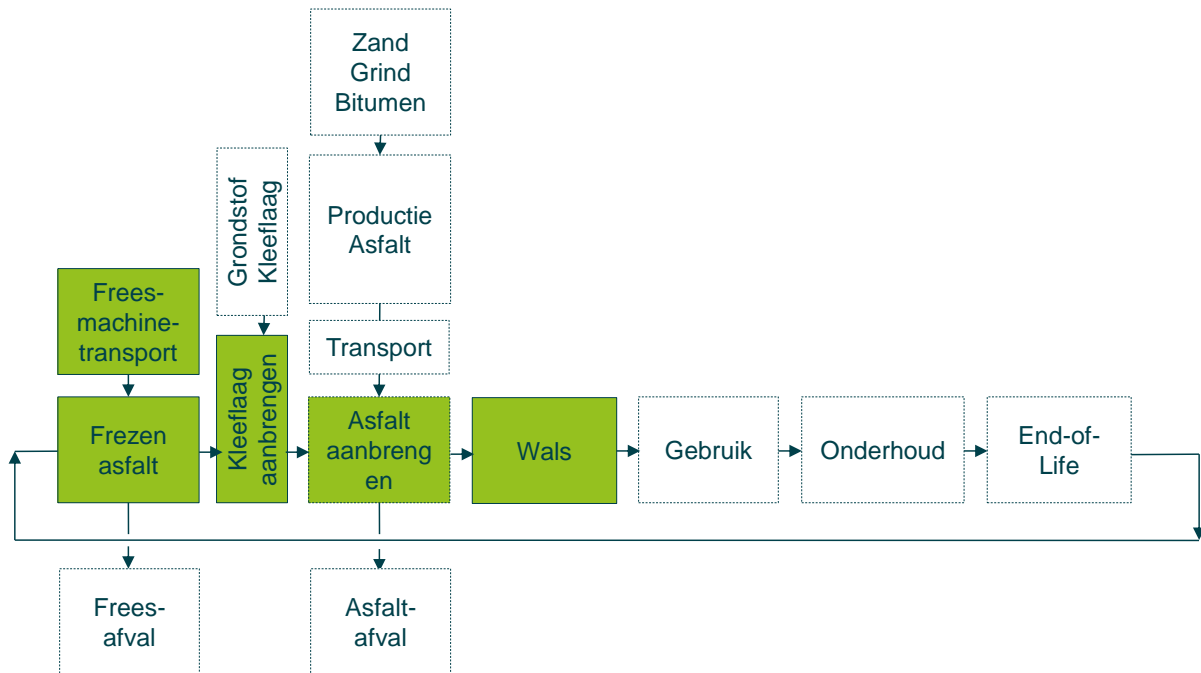 Zand
Grind
Bitumen
Grondstof
Kleeflaag
Productie
Asfalt
Frees-
machine-
transport
Transport
Frezen
asfalt
Kleeflaag
aanbrengen
Asfalt
aanbreng
en
Wals
Gebruik
Onderhoud
End-of-
Life
Frees-
afval
Asfalt-
afval